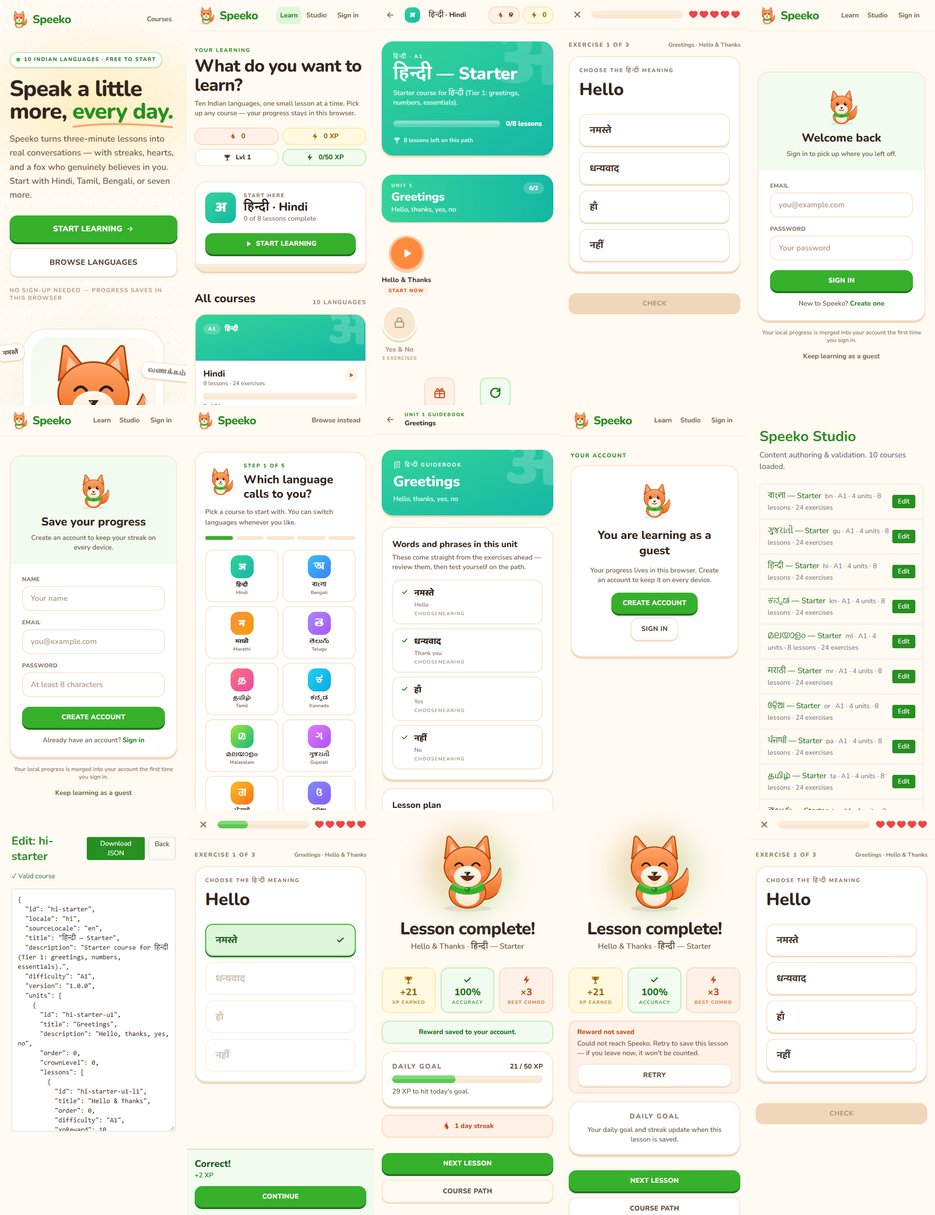 Speeko
Courses
10 INDIAN LANGUAGES · FREE TO START
Speak a little
more, every day.
Speeko turns three-minute lessons into
real conversations — with streaks, hearts,
and a fox who genuinely believes in you.
Start with Hindi, Tamil, Bengali, or seven
more.
START LEARNING →
BROWSE LANGUAGES
NO SIGN-UP NEEDED — PROGRESS SAVES IN
THIS BROWSER
नमस्ते
வணக்கம்
Speeko
Learn Studio Sign in
YOUR LEARNING
What do you want to
learn?
Ten Indian languages, one small lesson at a time. Pick
up any course — your progress stays in this browser.
0
0 XP
Lvl 1
0/50 XP
अ
START HERE
हिन्दी · Hindi
0 of 8 lessons complete
START LEARNING
All courses
10 LANGUAGES
A1 हिन्दी
अ
Hindi
8 lessons · 24 exercises
←
अ
हिन्दी · Hindi
0
हिन्दी · A1
अ
हिन्दी — Starter
Starter course for हिन्दी (Tier 1: greetings,
numbers, essentials).
0/8 lessons
8 lessons left on this path
UNIT 1
0/2
Greetings
Hello, thanks, yes, no
Hello & Thanks
START NOW
Yes & No
3 EXERCISES
✕
EXERCISE 1 OF 3
Greetings · Hello & Thanks
CHOOSE THE हिन्दी MEANING
Hello
नमस्ते
धन्यवाद
हाँ
नहीं
CHECK
Speeko
Learn Studio Sign in
Welcome back
Sign in to pick up where you left off.
EMAIL
you@example.com
PASSWORD
Your password
SIGN IN
New to Speeko? Create one
Your local progress is merged into your account the first time
you sign in.
Keep learning as a guest
Speeko
Learn Studio Sign in
Save your progress
Create an account to keep your streak on
every device.
NAME
Your name
EMAIL
you@example.com
PASSWORD
At least 8 characters
CREATE ACCOUNT
Already have an account? Sign in
Your local progress is merged into your account the first time
you sign in.
Keep learning as a guest
Speeko
Browse instead
STEP 1 OF 5
Which language
calls to you?
Pick a course to start with. You can switch
languages whenever you like.
अ
हिन्दी
Hindi
বাংলা
Bengali
म
मराठी
Marathi
తెలుగు
Telugu
த
தமிழ்
Tamil
ಕನ್ನಡ
Kannada
മലയാളം
Malayalam
ગુજરાતી
Gujarati
←
UNIT 1 GUIDEBOOK
Greetings
हिन्दी GUIDEBOOK
अ
Greetings
Hello, thanks, yes, no
Words and phrases in this unit
These come straight from the exercises ahead —
review them, then test yourself on the path.
नमस्ते
Hello
CHOOSEMEANING
धन्यवाद
Thank you
CHOOSEMEANING
हाँ
Yes
CHOOSEMEANING
नहीं
No
CHOOSEMEANING
Lesson plan
Speeko
Learn Studio Sign in
YOUR ACCOUNT
You are learning as a
guest
Your progress lives in this browser. Create
an account to keep it on every device.
CREATE ACCOUNT
SIGN IN
Speeko Studio
Content authoring & validation. 10 courses
loaded.
বাংলা — Starter bn · A1 · 4 units · 8
lessons · 24 exercises
Edit
ગુજરાતી — Starter gu · A1 · 4 units · 8
lessons · 24 exercises
Edit
हिन्दी — Starter hi · A1 · 4 units · 8
lessons · 24 exercises
Edit
ಕನ್ನಡ — Starter kn · A1 · 4 units · 8
lessons · 24 exercises
Edit
മലയാളം — Starter ml · A1 · 4
units · 8 lessons · 24 exercises
Edit
मराठी — Starter mr · A1 · 4 units · 8
lessons · 24 exercises
Edit
ଓଡ଼ିଆ — Starter or · A1 · 4 units · 8
lessons · 24 exercises
Edit
ਪੰਜਾਬੀ — Starter pa · A1 · 4 units · 8
lessons · 24 exercises
Edit
தமிழ் — Starter ta · A1 · 4 units · 8
lessons · 24 exercises
Edit
Edit: hi-
starter
Download
JSON
Back
✓ Valid course
{
"id": "hi-starter",
"locale": "hi",
"sourceLocale": "en",
"title": "हिन्दी — Starter",
"description": "Starter course for हिन्दी
(Tier 1: greetings, numbers,
essentials).",
"difficulty": "A1",
"version": "1.0.0",
"units": [
{
"id": "hi-starter-u1",
"title": "Greetings",
"description": "Hello, thanks, yes,
no",
"order": 0,
"crownLevel": 0,
"lessons": [
{
"id": "hi-starter-u1-l1",
"title": "Hello & Thanks",
"order": 0,
"difficulty": "A1",
"xpReward": 10,
✕
EXERCISE 1 OF 3
Greetings · Hello & Thanks
CHOOSE THE हिन्दी MEANING
Hello
नमस्ते
धन्यवाद
हाँ
नहीं
Correct!
+2 XP
CONTINUE
Lesson complete!
Hello & Thanks · हिन्दी — Starter
+21
XP EARNED
100%
ACCURACY
×3
BEST COMBO
Reward saved to your account.
DAILY GOAL
21 / 50 XP
29 XP to hit today's goal.
1 day streak
NEXT LESSON
COURSE PATH
Lesson complete!
Hello & Thanks · हिन्दी — Starter
+21
XP EARNED
100%
ACCURACY
×3
BEST COMBO
Reward not saved
Could not reach Speeko. Retry to save this lesson
— if you leave now, it won't be counted.
RETRY
DAILY GOAL
Your daily goal and streak update when this
lesson is saved.
NEXT LESSON
COURSE PATH
✕
EXERCISE 1 OF 3
Greetings · Hello & Thanks
CHOOSE THE हिन्दी MEANING
Hello
नमस्ते
धन्यवाद
हाँ
नहीं
CHECK